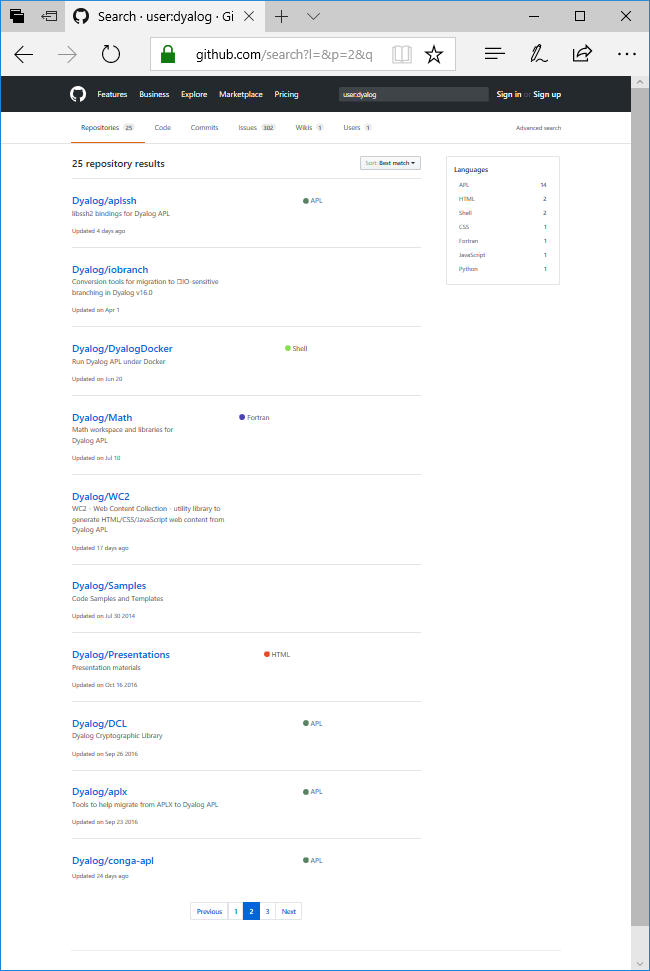 Search · user:dyalog · Gi
github.com/search?l=&p=2&q
Features Business Explore Marketplace Pricing user:dyalog Sign in or Sign up
Repositories 25 Code Commits Issues 302 Wikis 1 Users 1 Advanced search
25 repository results Sort: Best match
Dyalog/aplssh APL
libssh2 bindings for Dyalog APL
Updated 4 days ago
Dyalog/iobranch
Conversion tools for migration to ⎕IO-sensitive
branching in Dyalog v16.0
Updated on Apr 1
Dyalog/DyalogDocker Shell
Run Dyalog APL under Docker
Updated on Jun 20
Dyalog/Math Fortran
Math workspace and libraries for
Dyalog APL
Updated on Jul 10
Dyalog/WC2
WC2 - Web Content Collection - utility library to
generate HTML/CSS/JavaScript web content from
Dyalog APL
Updated 17 days ago
Dyalog/Samples
Code Samples and Templates
Updated on Jul 30 2014
Dyalog/Presentations HTML
Presentation materials
Updated on Oct 16 2016
Dyalog/DCL APL
Dyalog Cryptographic Library
Updated on Sep 26 2016
Dyalog/aplx APL
Tools to help migrate from APLX to Dyalog APL
Updated on Sep 23 2016
Dyalog/conga-apl APL
Updated 24 days ago
Previous 1 2 3 Next
Languages
APL 14
HTML 2
Shell 2
CSS 1
Fortran 1
JavaScript 1
Python 1